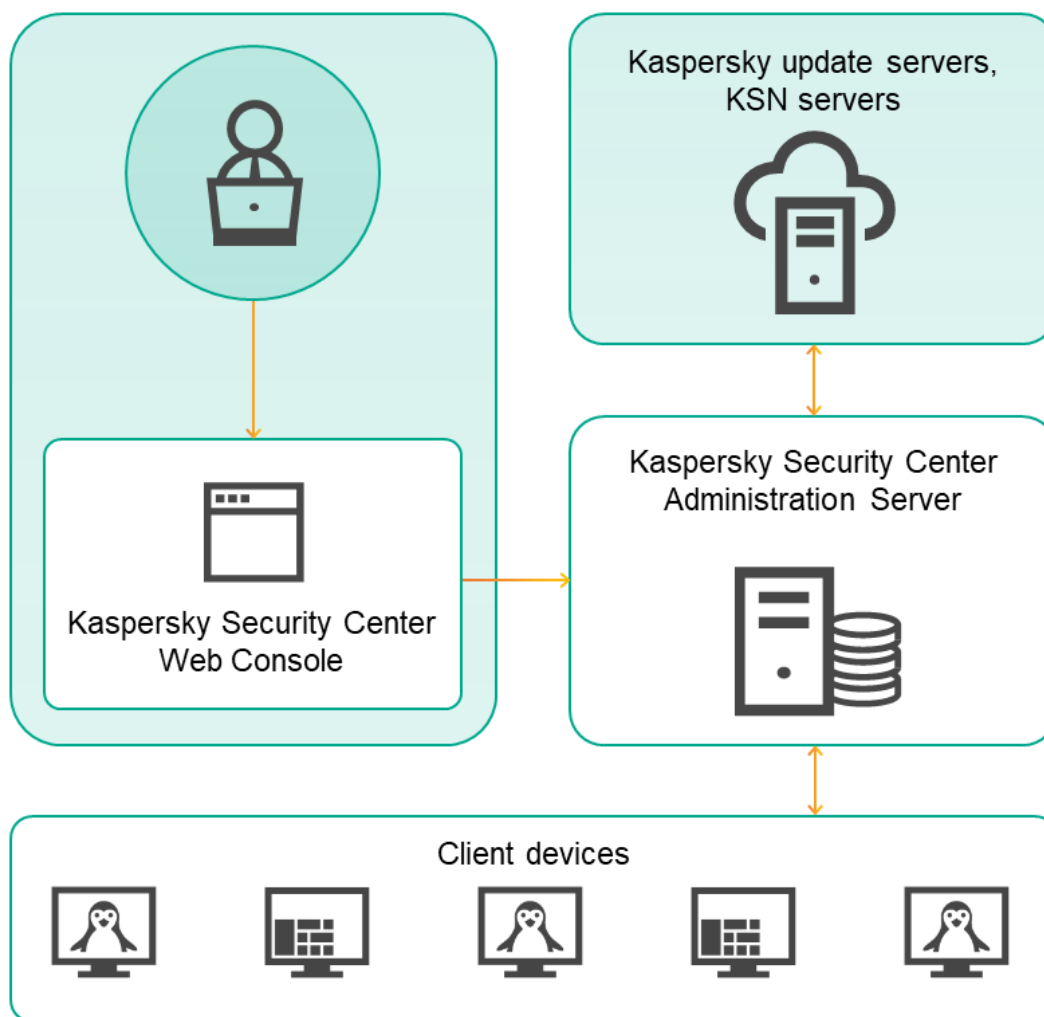 Kaspersky update servers,
KSN servers
Kaspersky Security Center
Web Console
Kaspersky Security Center
Administration Server
Client devices